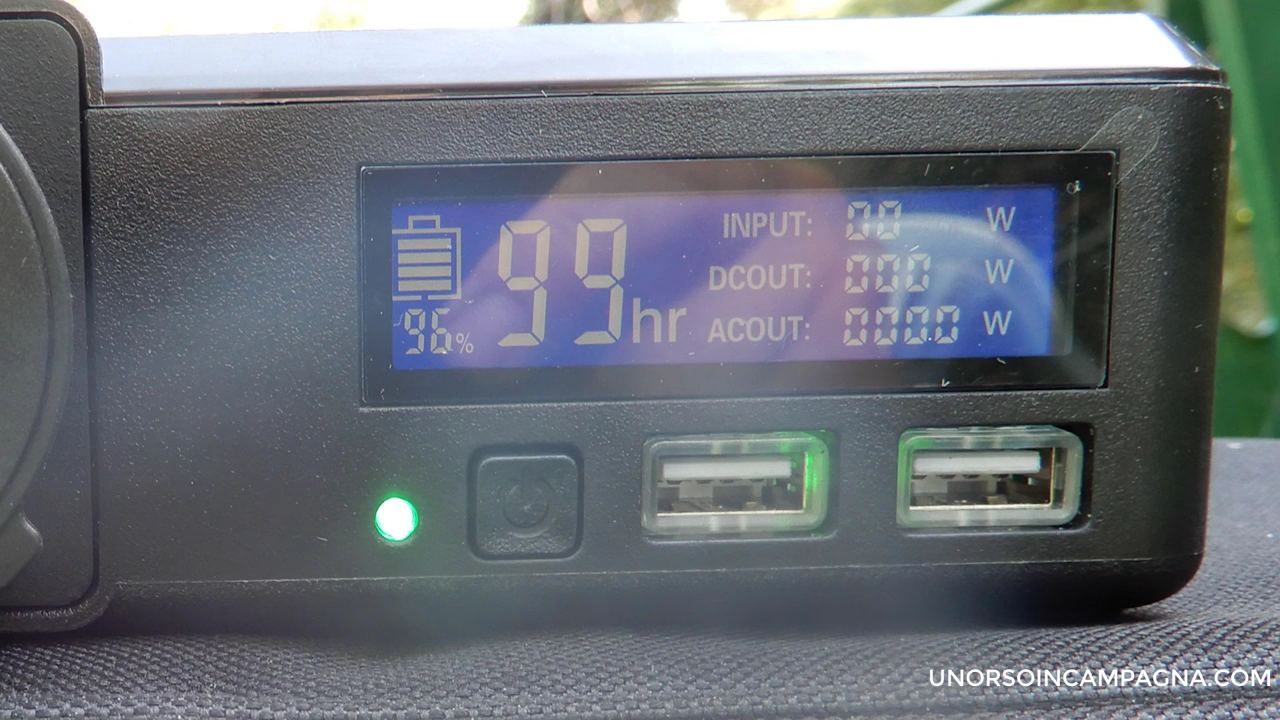 99hr
96%
INPUT: 00 W
DCOUT: 000 W
ACOUT: 0000 W
UNORSOINCAMPAGNA.COM